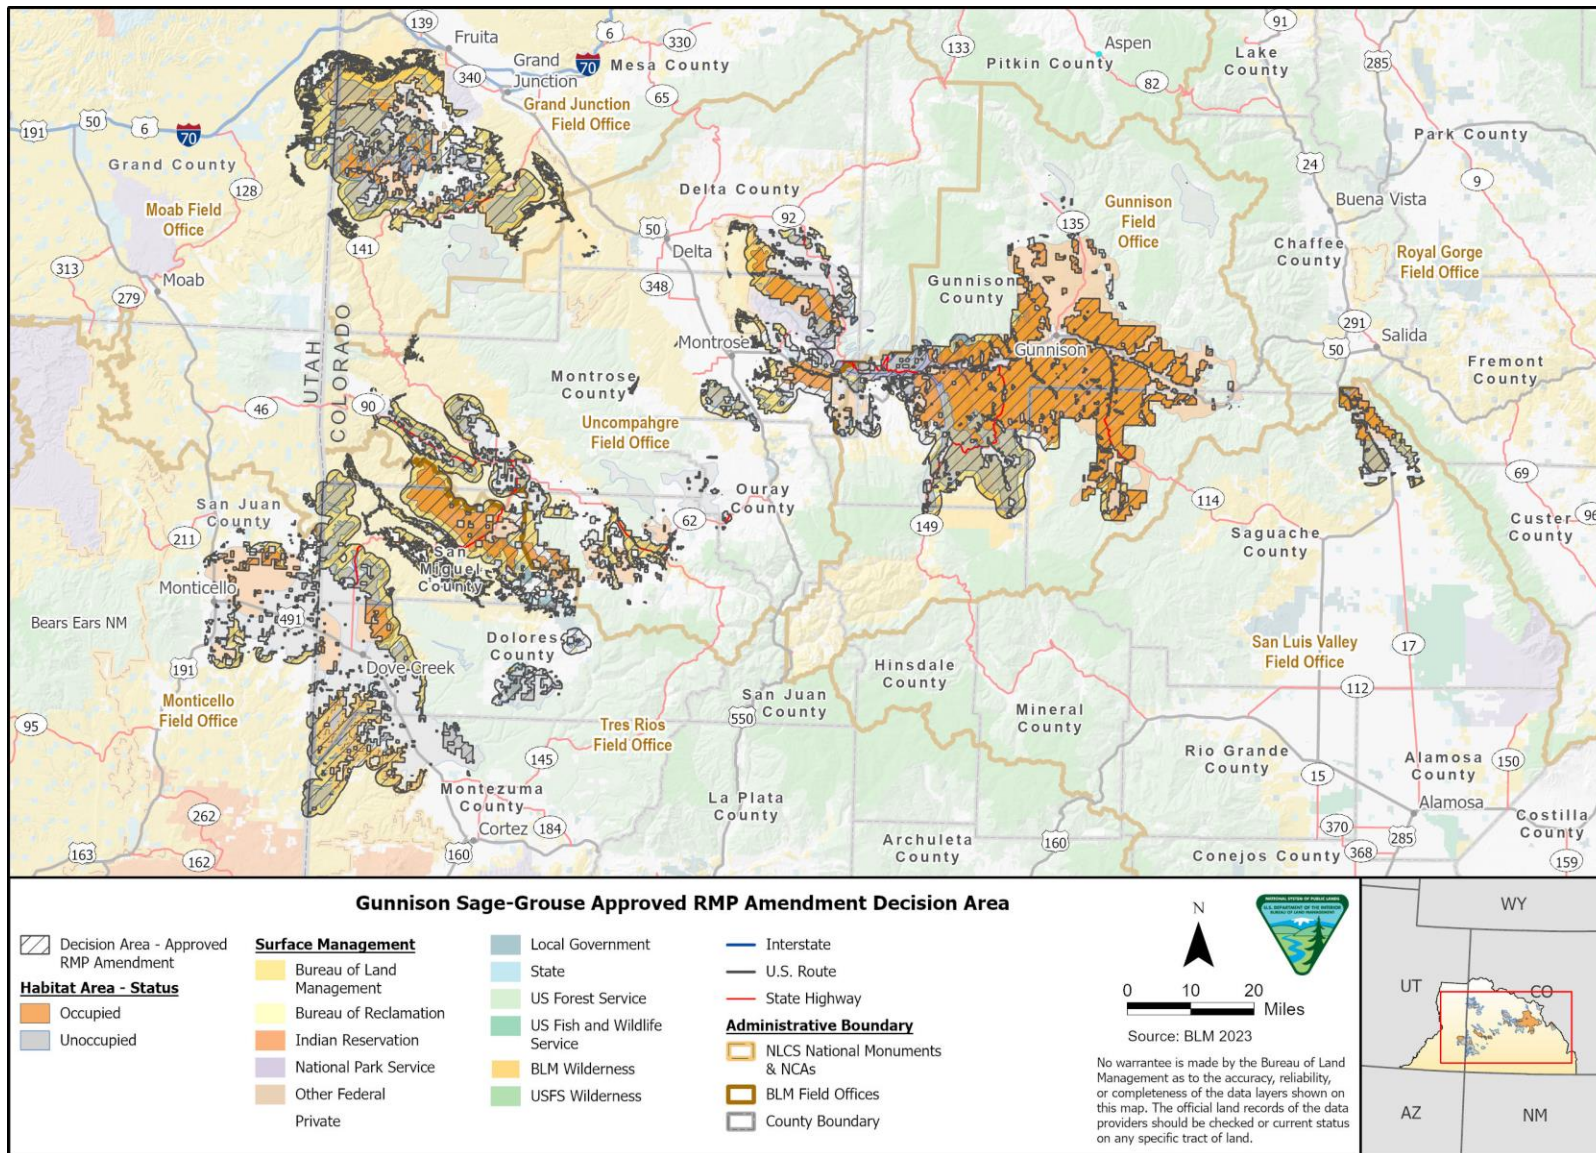 139
Fruita
6
330
133
Aspen
91
Lake
County
285
Grand
Junction
70
Mesa County
Pitkin County
82
340
65
Grand Junction
Field Office
191
50
6
70
Grand County
128
Park County
24
9
Delta County
Moab Field
Office
92
Gunnison
Field
Office
135
Buena Vista
50
Delta
141
Chaffee
County
Royal Gorge
Field Office
313
Moab
279
348
Gunnison
County
291
Salida
50
UTAH
COLORADO
Montrose
Gunnison
Fremont
County
Montrose
County
90
46
Uncompahgre
Field Office
69
San Juan
County
211
Ouray
County
62
149
114
Saguache
County
96
Custer
County
San
Miguel
County
Monticello
491
Bears Ears NM
Dolores
County
191
Dove Creek
Hinsdale
County
San Luis Valley
Field Office
17
112
Monticello
Field Office
95
Tres Rios
Field Office
San Juan
County
550
Mineral
County
145
Rio Grande
County
15
Alamosa
County
150
Montezuma
County
La Plata
County
262
Cortez
184
Archuleta
County
160
163
162
160
Alamosa
370
285
368
Conejos County
Costilla
County
159
Gunnison Sage-Grouse Approved RMP Amendment Decision Area
Decision Area - Approved
RMP Amendment
Habitat Area - Status
Occupied
Unoccupied
Surface Management
Bureau of Land
Management
Bureau of Reclamation
Indian Reservation
National Park Service
Other Federal
Private
Local Government
State
US Forest Service
US Fish and Wildlife
Service
BLM Wilderness
USFS Wilderness
Interstate
U.S. Route
State Highway
Administrative Boundary
NLCS National Monuments
& NCAs
BLM Field Offices
County Boundary
N
NATIONAL SYSTEM OF PUBLIC LANDS
U.S. DEPARTMENT OF THE INTERIOR
BUREAU OF LAND MANAGEMENT
0 10 20
Miles
Source: BLM 2023
No warrantee is made by the Bureau of Land
Management as to the accuracy, reliability,
or completeness of the data layers shown on
this map. The official land records of the data
providers should be checked or current status
on any specific tract of land.
WY
UT
CO
AZ
NM